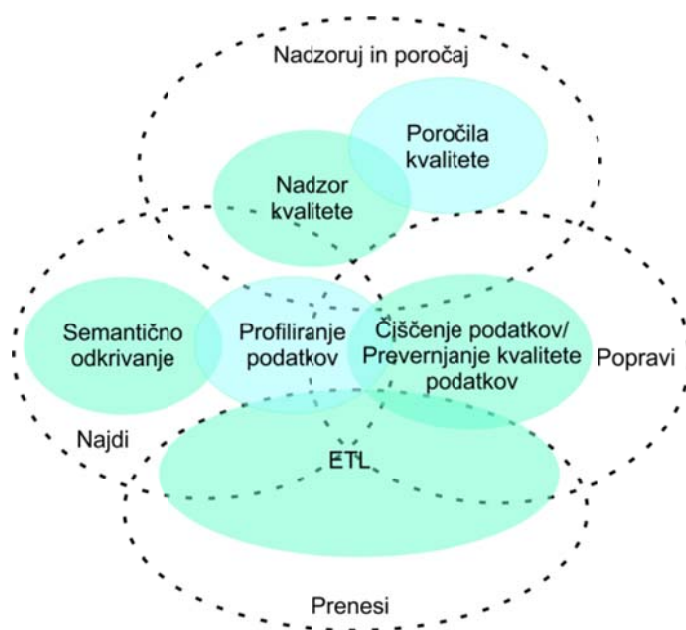 Nadzoruj in poročaj
Poročila
kvalitete
Nadzor
kvalitete
Semantično
odkrivanje
Profiliranje
podatkov
Čiščenje podatkov/
Prevernjanje kvalitete
podatkov
Popravi
Najdi
ETL
Prenesi